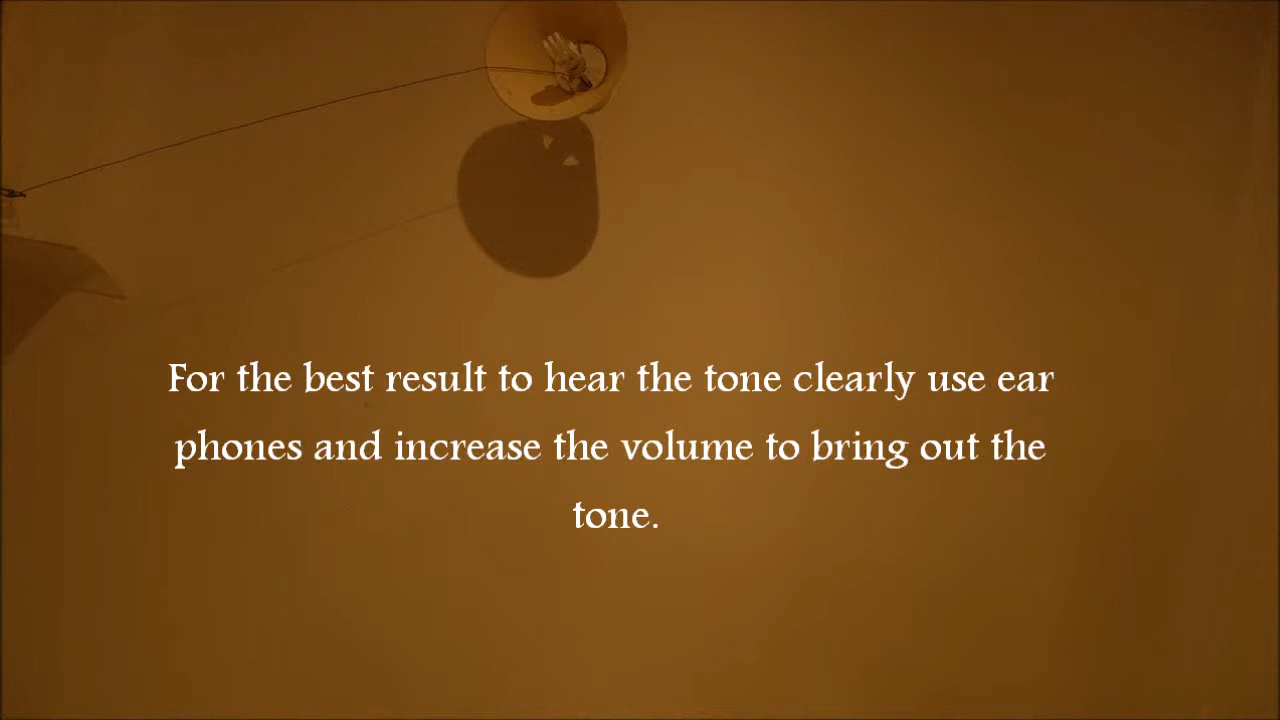 For the best result to hear the tone clearly use ear
phones and increase the volume to bring out the
tone.